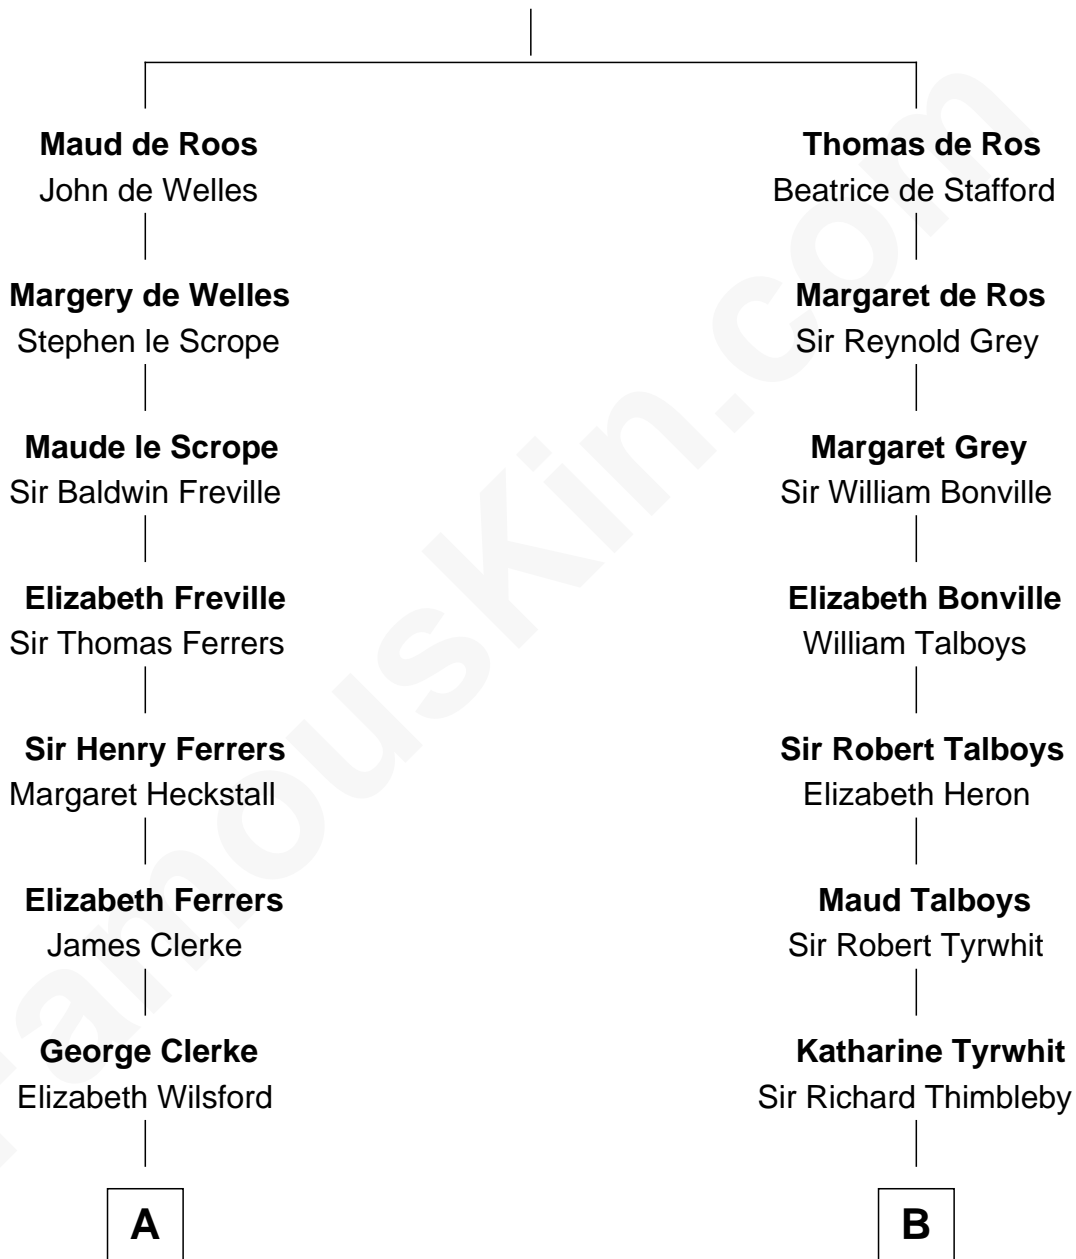 Maud de Roos
John de Welles
Thomas de Ros
Beatrice de Stafford
Margery de Welles
Stephen le Scrope
Margaret de Ros
Sir Reynold Grey
Maude le Scrope
Sir Baldwin Freville
Margaret Grey
Sir William Bonville
Elizabeth Freville
Sir Thomas Ferrers
Elizabeth Bonville
William Talboys
Sir Henry Ferrers
Margaret Heckstall
Sir Robert Talboys
Elizabeth Heron
Elizabeth Ferrers
James Clerke
Maud Talboys
Sir Robert Tyrwhit
George Clerke
Elizabeth Wilsford
Katharine Tyrwhit
Sir Richard Thimbleby
A
B
FamousKin.com